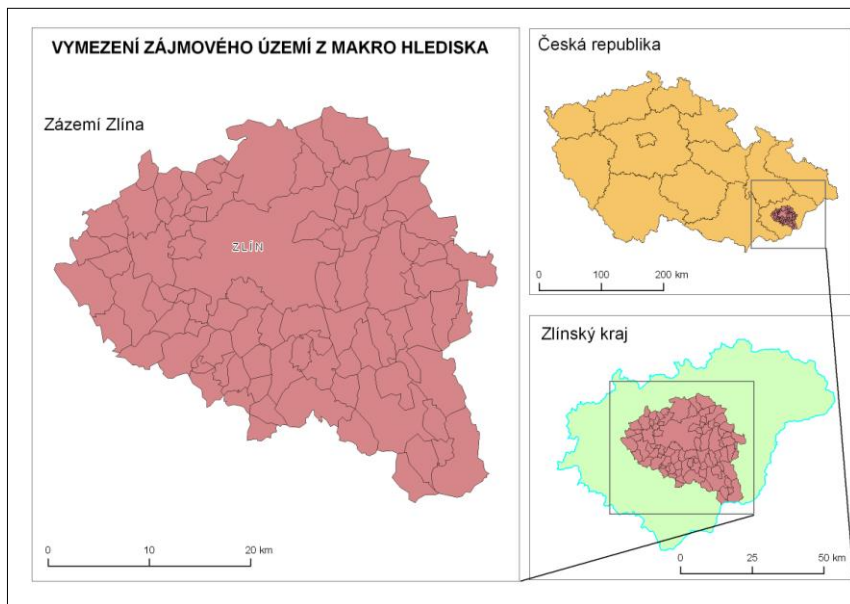 VYMEZENÍ ZÁJMOVÉHO ÚZEMÍ Z MAKRO HLEDISKA
Zázemí Zlína
ZLÍN
0 10 20 km
Česká republika
0 100 200 km
Zlínský kraj
0 25 50 km